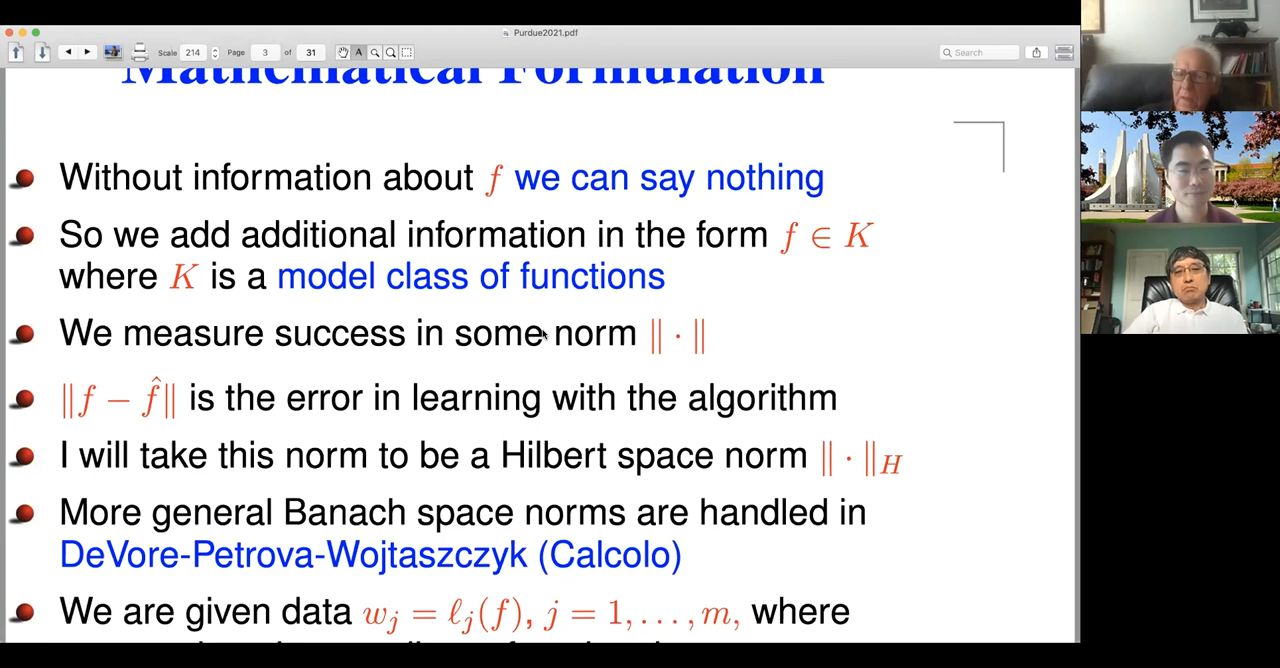 Purdue2021.pdf
Scale 214 Page 3 of 31 Search
Mathematical Formulation
Without information about f we can say nothing
So we add additional information in the form f ∈ K
where K is a model class of functions
We measure success in some norm ‖ · ‖
‖f − f̂‖ is the error in learning with the algorithm
I will take this norm to be a Hilbert space norm ‖ · ‖_H
More general Banach space norms are handled in
DeVore-Petrova-Wojtaszczyk (Calcolo)
We are given data w_j = ℓ_j(f), j = 1, . . . , m, where